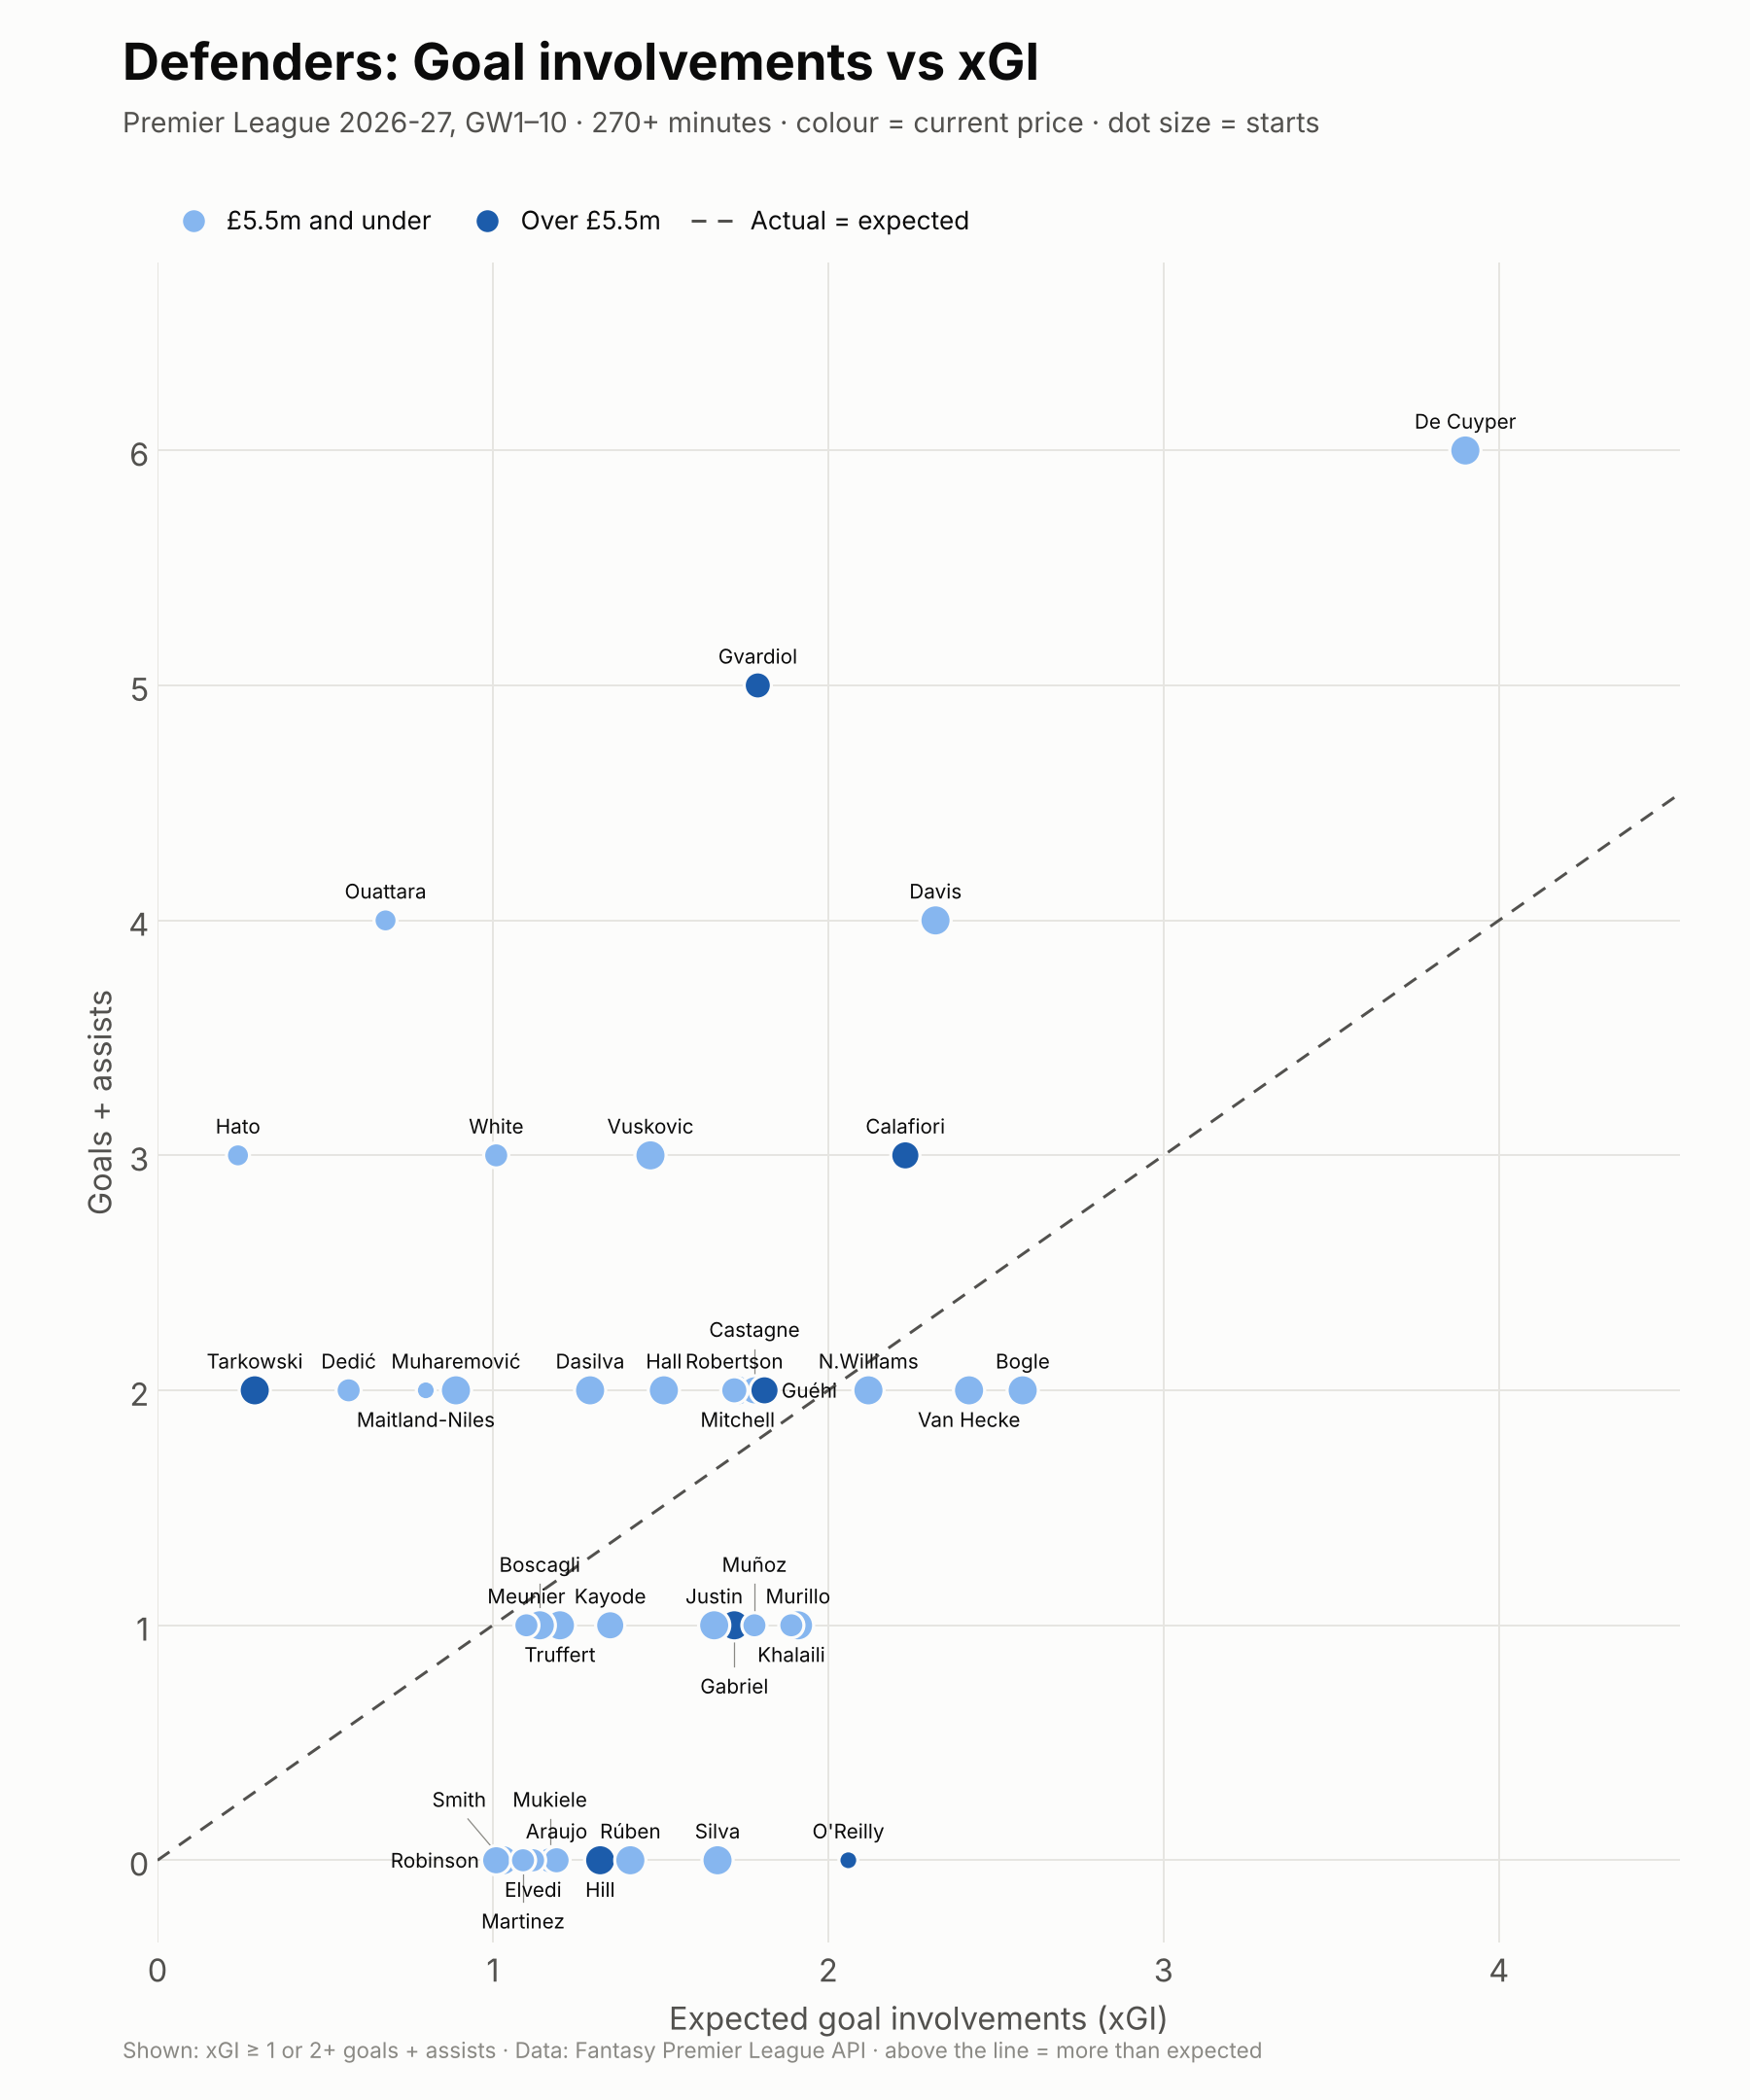 Defenders: Goal involvements vs xGI
Premier League 2026-27, GW1–10 · 270+ minutes · colour = current price · dot size = starts
£5.5m and under
Over £5.5m
Actual = expected
De Cuyper
6
Gvardiol
5
Ouattara
Davis
4
Goals + assists
Hato
White
Vuskovic
Calafiori
3
Castagne
Tarkowski
Dedić
Muharemović
Dasilva
Hall
Robertson
N.Williams
Bogle
2
Guéhi
Maitland-Niles
Mitchell
Van Hecke
Boscagli
Muñoz
Meunier
Kayode
Justin
Murillo
1
Truffert
Khalaili
Gabriel
Smith
Mukiele
Araujo
Rúben
Silva
O'Reilly
0
Robinson
Elvedi
Hill
Martinez
0
1
2
3
4
Expected goal involvements (xGI)
Shown: xGI ≥ 1 or 2+ goals + assists · Data: Fantasy Premier League API · above the line = more than expected